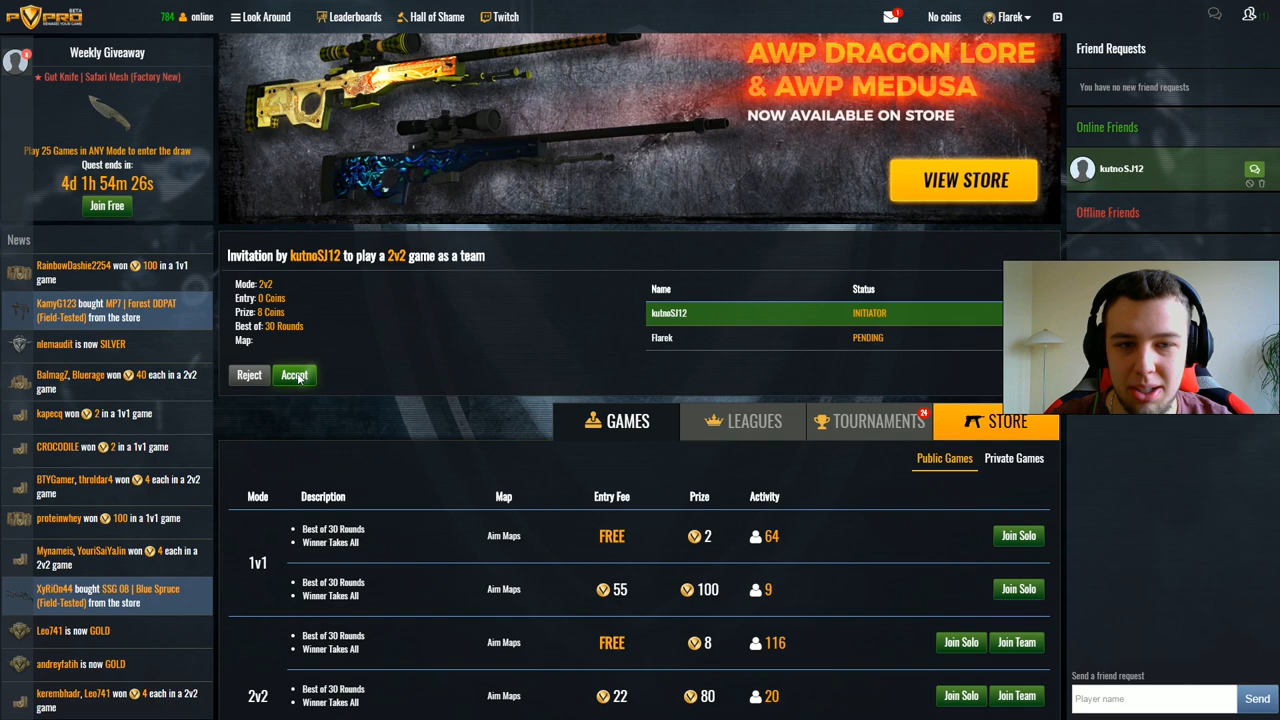 PVPRO
BETA
REWARD YOUR GAME
784 online
Look Around
Leaderboards
Hall of Shame
Twitch
1
No coins
Flarek
(1)
Weekly Giveaway
★ Gut Knife | Safari Mesh (Factory New)
Play 25 Games in ANY Mode to enter the draw
Quest ends in:
4d 1h 54m 26s
Join Free
News
RainbowDashie2254 won 100 in a 1v1
game
KamyG123 bought MP7 | Forest DDPAT
(Field-Tested) from the store
nlemaudit is now SILVER
BalmagZ, Bluerage won 40 each in a 2v2
game
kapecq won 2 in a 1v1 game
CROCODILE won 2 in a 1v1 game
BTYGamer, throldar4 won 4 each in a 2v2
game
proteinwhey won 100 in a 1v1 game
Mynameis, YouriSaiYaJin won 4 each in a
2v2 game
XyRiOn44 bought SSG 08 | Blue Spruce
(Field-Tested) from the store
Leo741 is now GOLD
andreyfatih is now GOLD
kerembhadr, Leo741 won 4 each in a 2v2
game
AWP DRAGON LORE
& AWP MEDUSA
NOW AVAILABLE ON STORE
VIEW STORE
Invitation by kutnoSJ12 to play a 2v2 game as a team
Mode: 2v2
Entry: 0 Coins
Prize: 8 Coins
Best of: 30 Rounds
Map:
Reject
Accept
Name Status
kutnoSJ12 INITIATOR
Flarek PENDING
GAMES
LEAGUES
TOURNAMENTS
24
STORE
Public Games
Private Games
Mode Description Map Entry Fee Prize Activity
1v1
• Best of 30 Rounds
• Winner Takes All
Aim Maps FREE 2 64 Join Solo
• Best of 30 Rounds
• Winner Takes All
Aim Maps 55 100 9 Join Solo
2v2
• Best of 30 Rounds
• Winner Takes All
Aim Maps FREE 8 116 Join Solo Join Team
• Best of 30 Rounds
• Winner Takes All
Aim Maps 22 80 20 Join Solo Join Team
Friend Requests
You have no new friend requests
Online Friends
kutnoSJ12
Offline Friends
Send a friend request
Player name
Send